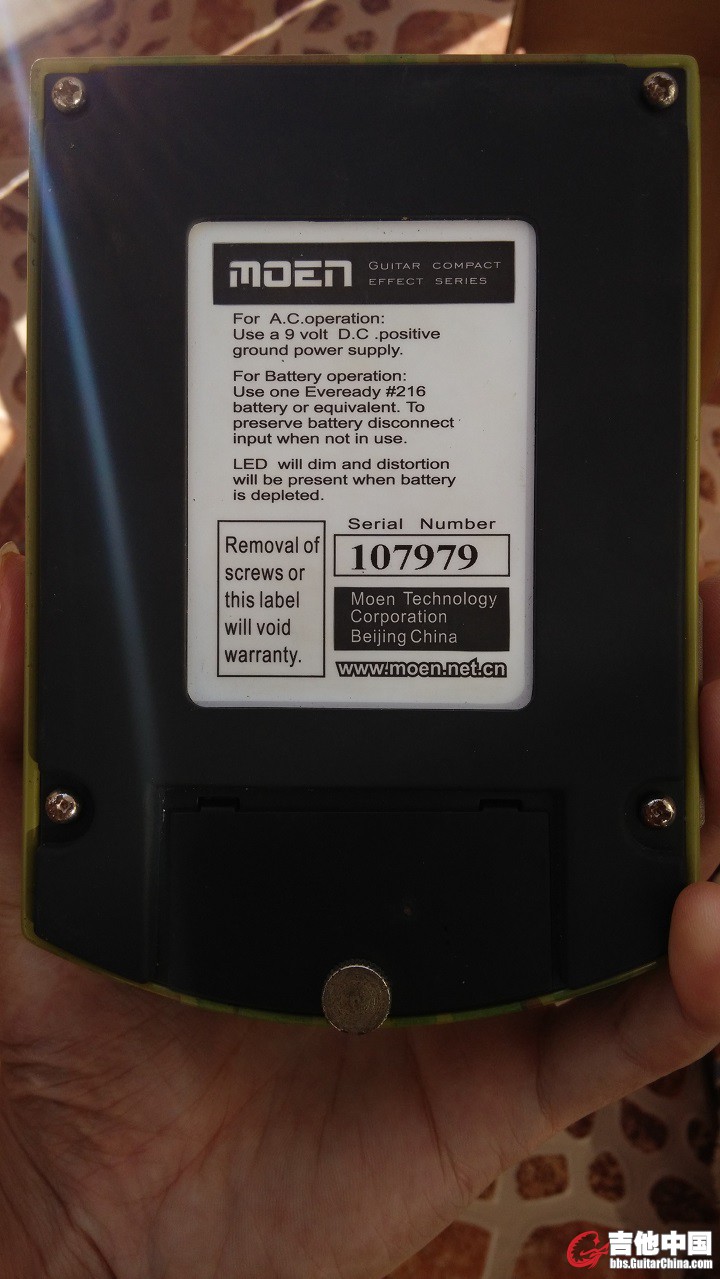 MOEN
GUITAR COMPACT
EFFECT SERIES
For A.C.operation:
Use a 9 volt D.C .positive
ground power supply.
For Battery operation:
Use one Eveready #216
battery or equivalent. To
preserve battery disconnect
input when not in use.
LED will dim and distortion
will be present when battery
is depleted.
Removal of
screws or
this label
will void
warranty.
Serial Number
107979
Moen Technology
Corporation
Beijing China
www.moen.net.cn
吉他中国
bbs.GuitarChina.com